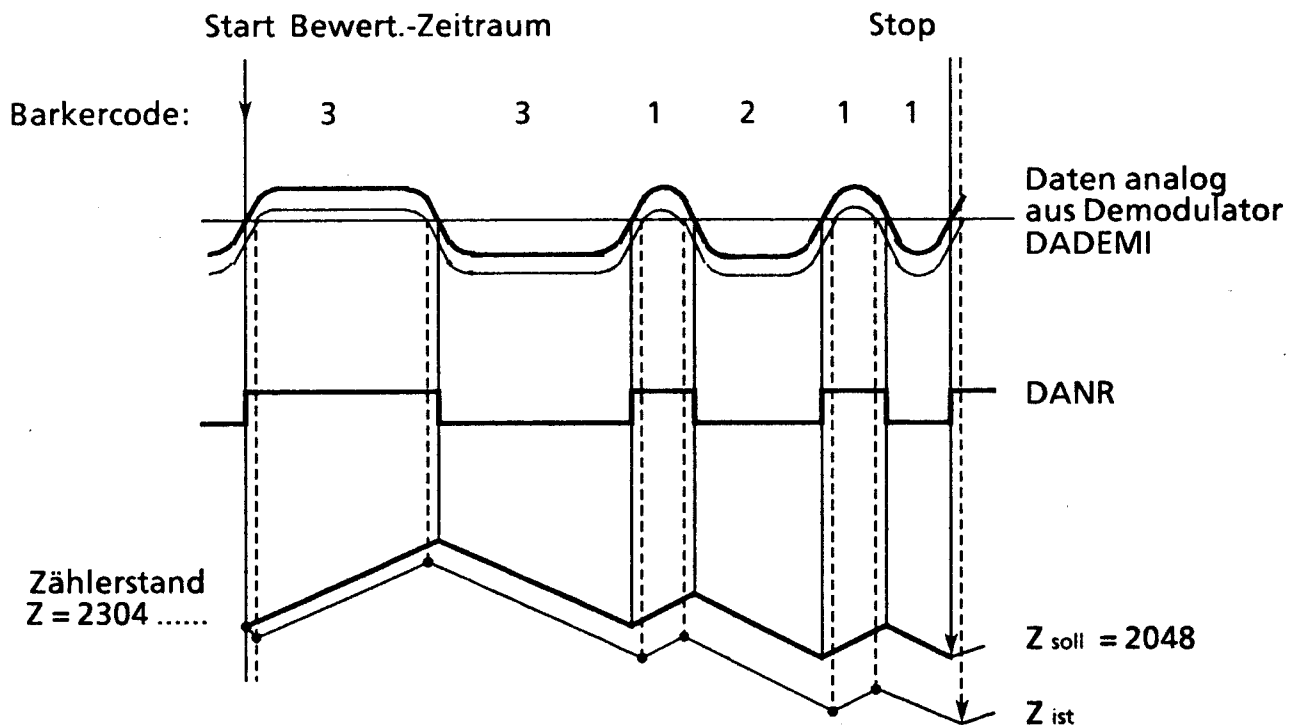 Start Bewert.-Zeitraum Stop
Barkercode: 3 3 1 2 1 1
Daten analog
aus Demodulator
DADEMI
DANR
Zählerstand
Z = 2304 ......
Z soll = 2048
Z ist